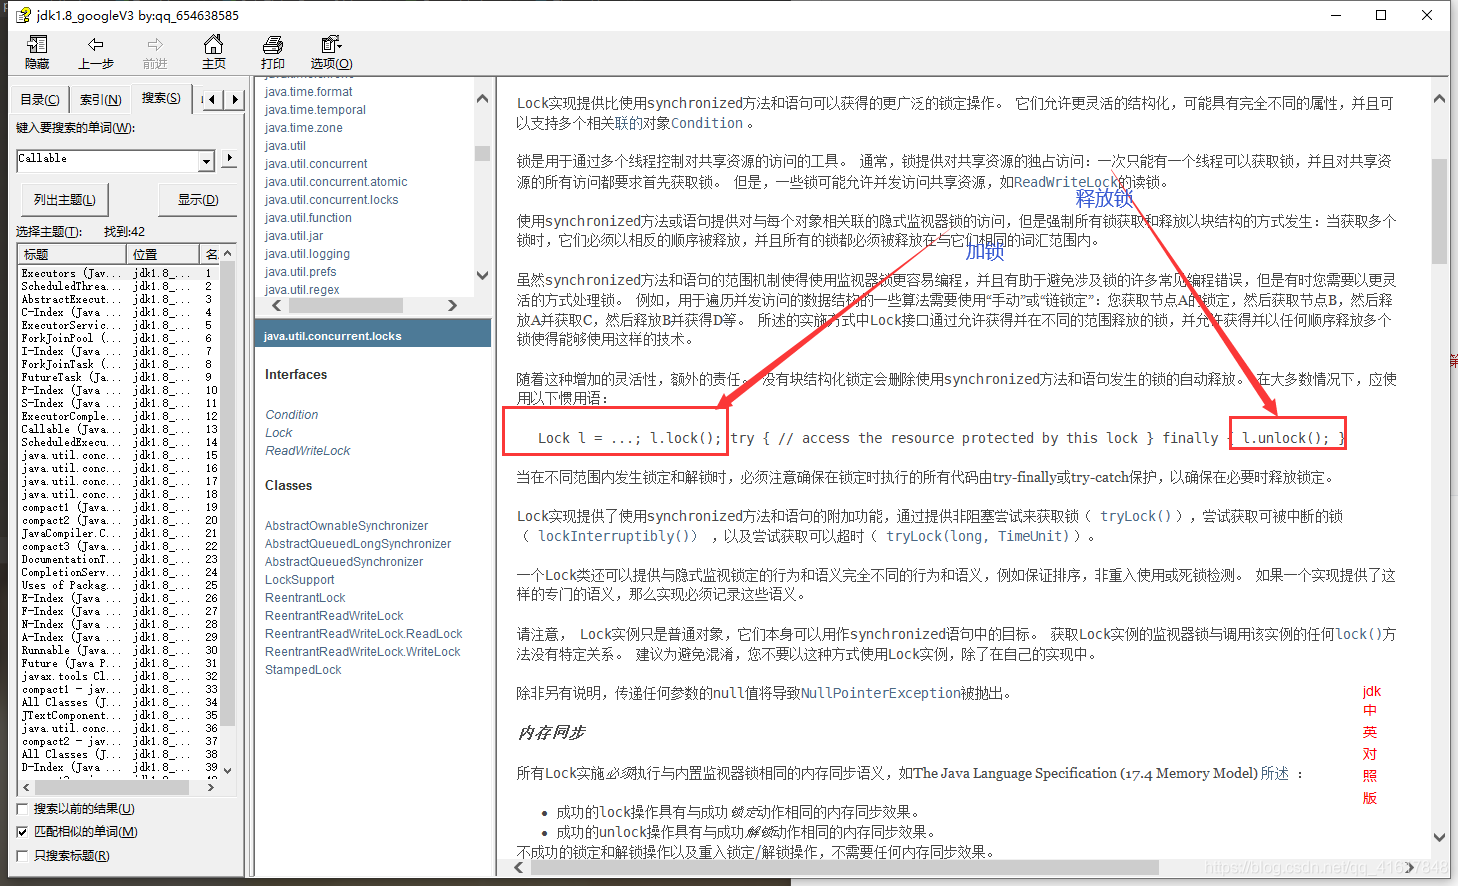 jdk1.8_googleV3 by:qq_654638585
隐藏 上一步 前进 主页 打印 选项(O)
目录(C) 索引(N) 搜索(S)
键入要搜索的单词(W):
Callable
列出主题(L) 显示(D)
选择主题(T): 找到:42
标题 位置 名
Executors (Jav... jdk1.8_... 1
ScheduledThrea... jdk1.8_... 2
AbstractExecut... jdk1.8_... 3
C-Index (Java ... jdk1.8_... 4
ExecutorServic... jdk1.8_... 5
ForkJoinPool (... jdk1.8_... 6
I-Index (Java ... jdk1.8_... 7
ForkJoinTask (... jdk1.8_... 8
FutureTask (Ja... jdk1.8_... 9
P-Index (Java ... jdk1.8_... 10
S-Index (Java ... jdk1.8_... 11
ExecutorComple... jdk1.8_... 12
Callable (Java... jdk1.8_... 13
ScheduledExecu... jdk1.8_... 14
java.util.conc... jdk1.8_... 15
java.util.conc... jdk1.8_... 16
java.util.conc... jdk1.8_... 17
java.util.conc... jdk1.8_... 18
compact1 (Java... jdk1.8_... 19
compact2 (Java... jdk1.8_... 20
JavaCompiler.C... jdk1.8_... 21
compact3 (Java... jdk1.8_... 22
DocumentationT... jdk1.8_... 23
CompletionServ... jdk1.8_... 24
Uses of Packag... jdk1.8_... 25
E-Index (Java ... jdk1.8_... 26
F-Index (Java ... jdk1.8_... 27
N-Index (Java ... jdk1.8_... 28
A-Index (Java ... jdk1.8_... 29
Runnable (Java... jdk1.8_... 30
Future (Java P... jdk1.8_... 31
javax.tools Cl... jdk1.8_... 32
compact1 - jav... jdk1.8_... 33
All Classes (J... jdk1.8_... 34
JTextComponent... jdk1.8_... 35
java.util.conc... jdk1.8_... 36
compact2 - jav... jdk1.8_... 37
All Classes (J... jdk1.8_... 38
D-Index (Java ... jdk1.8_... 39
搜索以前的结果(U)
匹配相似的单词(M)
只搜索标题(R)
java.time.format
java.time.temporal
java.time.zone
java.util
java.util.concurrent
java.util.concurrent.atomic
java.util.concurrent.locks
java.util.function
java.util.jar
java.util.logging
java.util.prefs
java.util.regex
java.util.concurrent.locks
Interfaces
Condition
Lock
ReadWriteLock
Classes
AbstractOwnableSynchronizer
AbstractQueuedLongSynchronizer
AbstractQueuedSynchronizer
LockSupport
ReentrantLock
ReentrantReadWriteLock
ReentrantReadWriteLock.ReadLock
ReentrantReadWriteLock.WriteLock
StampedLock
Lock实现提供比使用synchronized方法和语句可以获得的更广泛的锁定操作。 它们允许更灵活的结构化，可能具有完全不同的属性，并且可
以支持多个相关联的对象Condition 。
锁是用于通过多个线程控制对共享资源的访问的工具。 通常，锁提供对共享资源的独占访问：一次只能有一个线程可以获取锁，并且对共享资
源的所有访问都要求首先获取锁。 但是，一些锁可能允许并发访问共享资源，如ReadWriteLock的读锁。
释放锁
使用synchronized方法或语句提供对与每个对象相关联的隐式监视器锁的访问，但是强制所有锁获取和释放以块结构的方式发生：当获取多个
锁时，它们必须以相反的顺序被释放，并且所有的锁都必须被释放在与它们相同的词汇范围内。
加锁
虽然synchronized方法和语句的范围机制使得使用监视器锁更容易编程，并且有助于避免涉及锁的许多常见编程错误，但是有时您需要以更灵
活的方式处理锁。 例如，用于遍历并发访问的数据结构的一些算法需要使用“手动”或“链锁定”：您获取节点A的锁定，然后获取节点B，然后释
放A并获取C，然后释放B并获得D等。 所述的实施方式中Lock接口通过允许获得并在不同的范围释放的锁，并允许获得并以任何顺序释放多个
锁使得能够使用这样的技术。
随着这种增加的灵活性，额外的责任。 没有块结构化锁定会删除使用synchronized方法和语句发生的锁的自动释放。 在大多数情况下，应使
用以下惯用语：
Lock l = ...; l.lock(); try { // access the resource protected by this lock } finally { l.unlock(); }
当在不同范围内发生锁定和解锁时，必须注意确保在锁定时执行的所有代码由try-finally或try-catch保护，以确保在必要时释放锁定。
Lock实现提供了使用synchronized方法和语句的附加功能，通过提供非阻塞尝试来获取锁（ tryLock() ），尝试获取可被中断的锁
（ lockInterruptibly() ，以及尝试获取可以超时（ tryLock(long, TimeUnit) ）。
一个Lock类还可以提供与隐式监视锁定的行为和语义完全不同的行为和语义，例如保证排序，非重入使用或死锁检测。 如果一个实现提供了这
样的专门的语义，那么实现必须记录这些语义。
请注意， Lock实例只是普通对象，它们本身可以用作synchronized语句中的目标。 获取Lock实例的监视器锁与调用该实例的任何lock()方
法没有特定关系。 建议为避免混淆，您不要以这种方式使用Lock实例，除了在自己的实现中。
除非另有说明，传递任何参数的null值将导致NullPointerException被抛出。
内存同步
所有Lock实施必须执行与内置监视器锁相同的内存同步语义，如The Java Language Specification (17.4 Memory Model) 所述 ：
• 成功的lock操作具有与成功锁定动作相同的内存同步效果。
• 成功的unlock操作具有与成功解锁动作相同的内存同步效果。
不成功的锁定和解锁操作以及重入锁定/解锁操作，不需要任何内存同步效果。
jdk
中
英
对
照
版